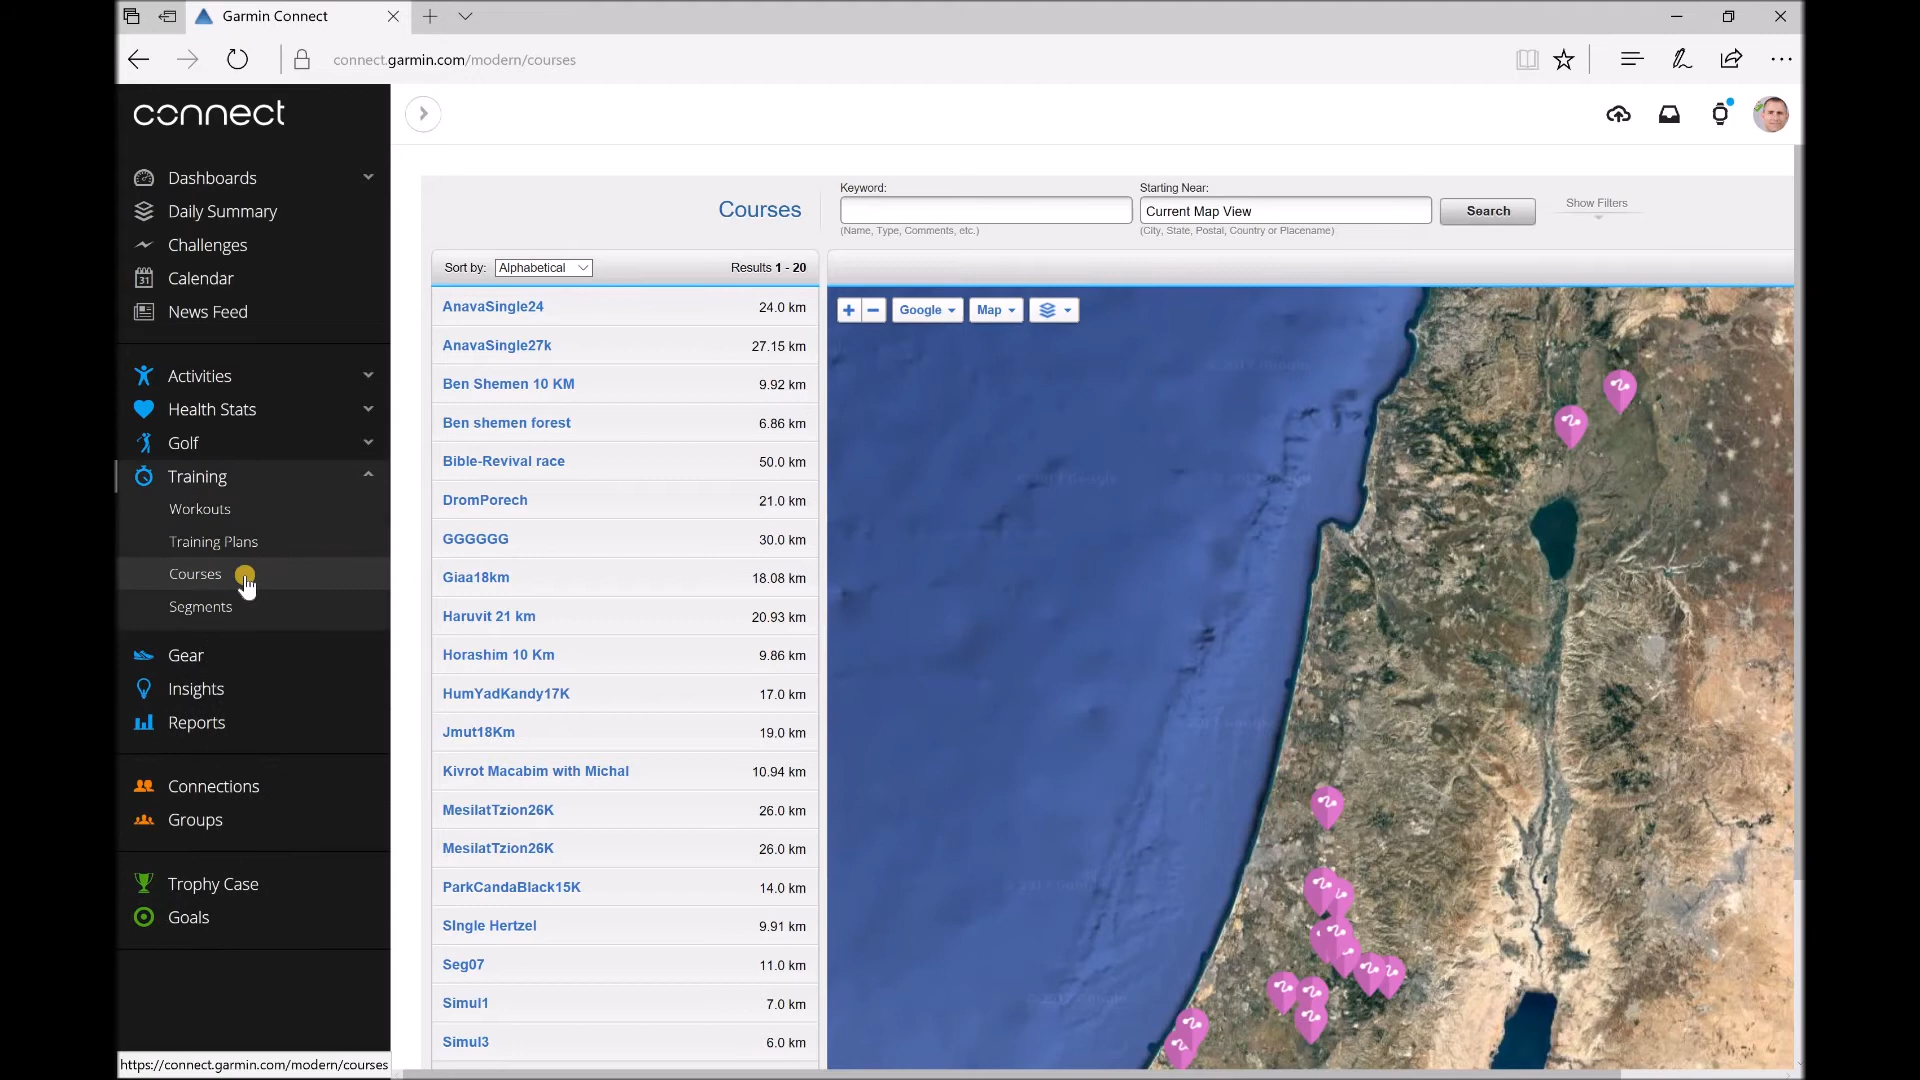 Garmin Connect
connect.garmin.com/modern/courses
connect
Dashboards
Daily Summary
Challenges
31
Calendar
News Feed
Activities
Health Stats
Golf
Training
Workouts
Training Plans
Courses
Segments
Gear
Insights
Reports
Connections
Groups
Trophy Case
Goals
https://connect.garmin.com/modern/courses
Courses
Keyword:
(Name, Type, Comments, etc.)
Starting Near:
Current Map View
(City, State, Postal, Country or Placename)
Search
Show Filters
Sort by: Alphabetical Results 1 - 20
AnavaSingle24 24.0 km
AnavaSingle27k 27.15 km
Ben Shemen 10 KM 9.92 km
Ben shemen forest 6.86 km
Bible-Revival race 50.0 km
DromPorech 21.0 km
GGGGGG 30.0 km
Giaa18km 18.08 km
Haruvit 21 km 20.93 km
Horashim 10 Km 9.86 km
HumYadKandy17K 17.0 km
Jmut18Km 19.0 km
Kivrot Macabim with Michal 10.94 km
MesilatTzion26K 26.0 km
MesilatTzion26K 26.0 km
ParkCandaBlack15K 14.0 km
SIngle Hertzel 9.91 km
Seg07 11.0 km
Simul1 7.0 km
Simul3 6.0 km
Google
Map